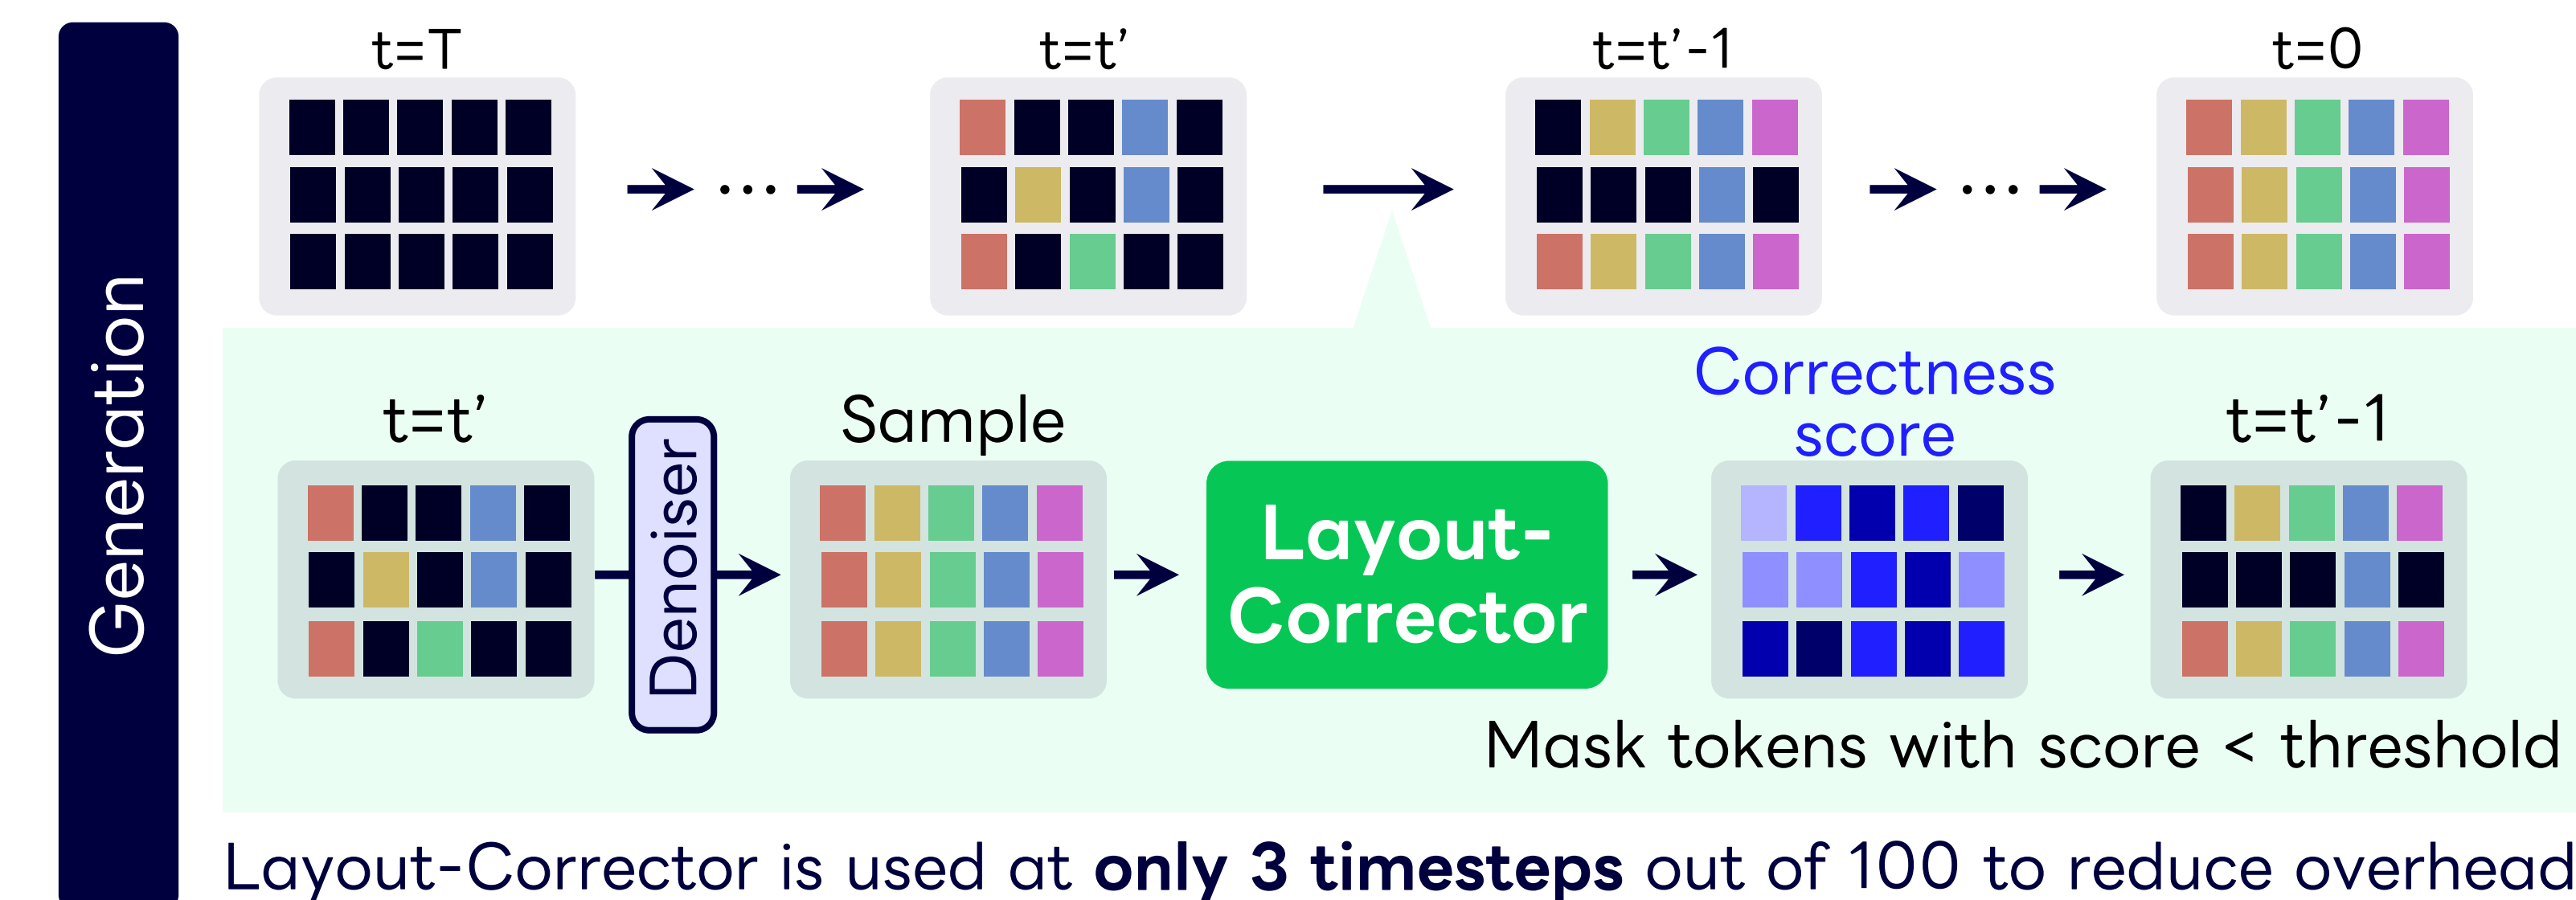 Generation
t=T
t=t’
t=t’-1
t=0
t=t’
Denoiser
Sample
Layout-
Corrector
Correctness
score
t=t’-1
Mask tokens with score < threshold
Layout-Corrector is used at only 3 timesteps out of 100 to reduce overhead